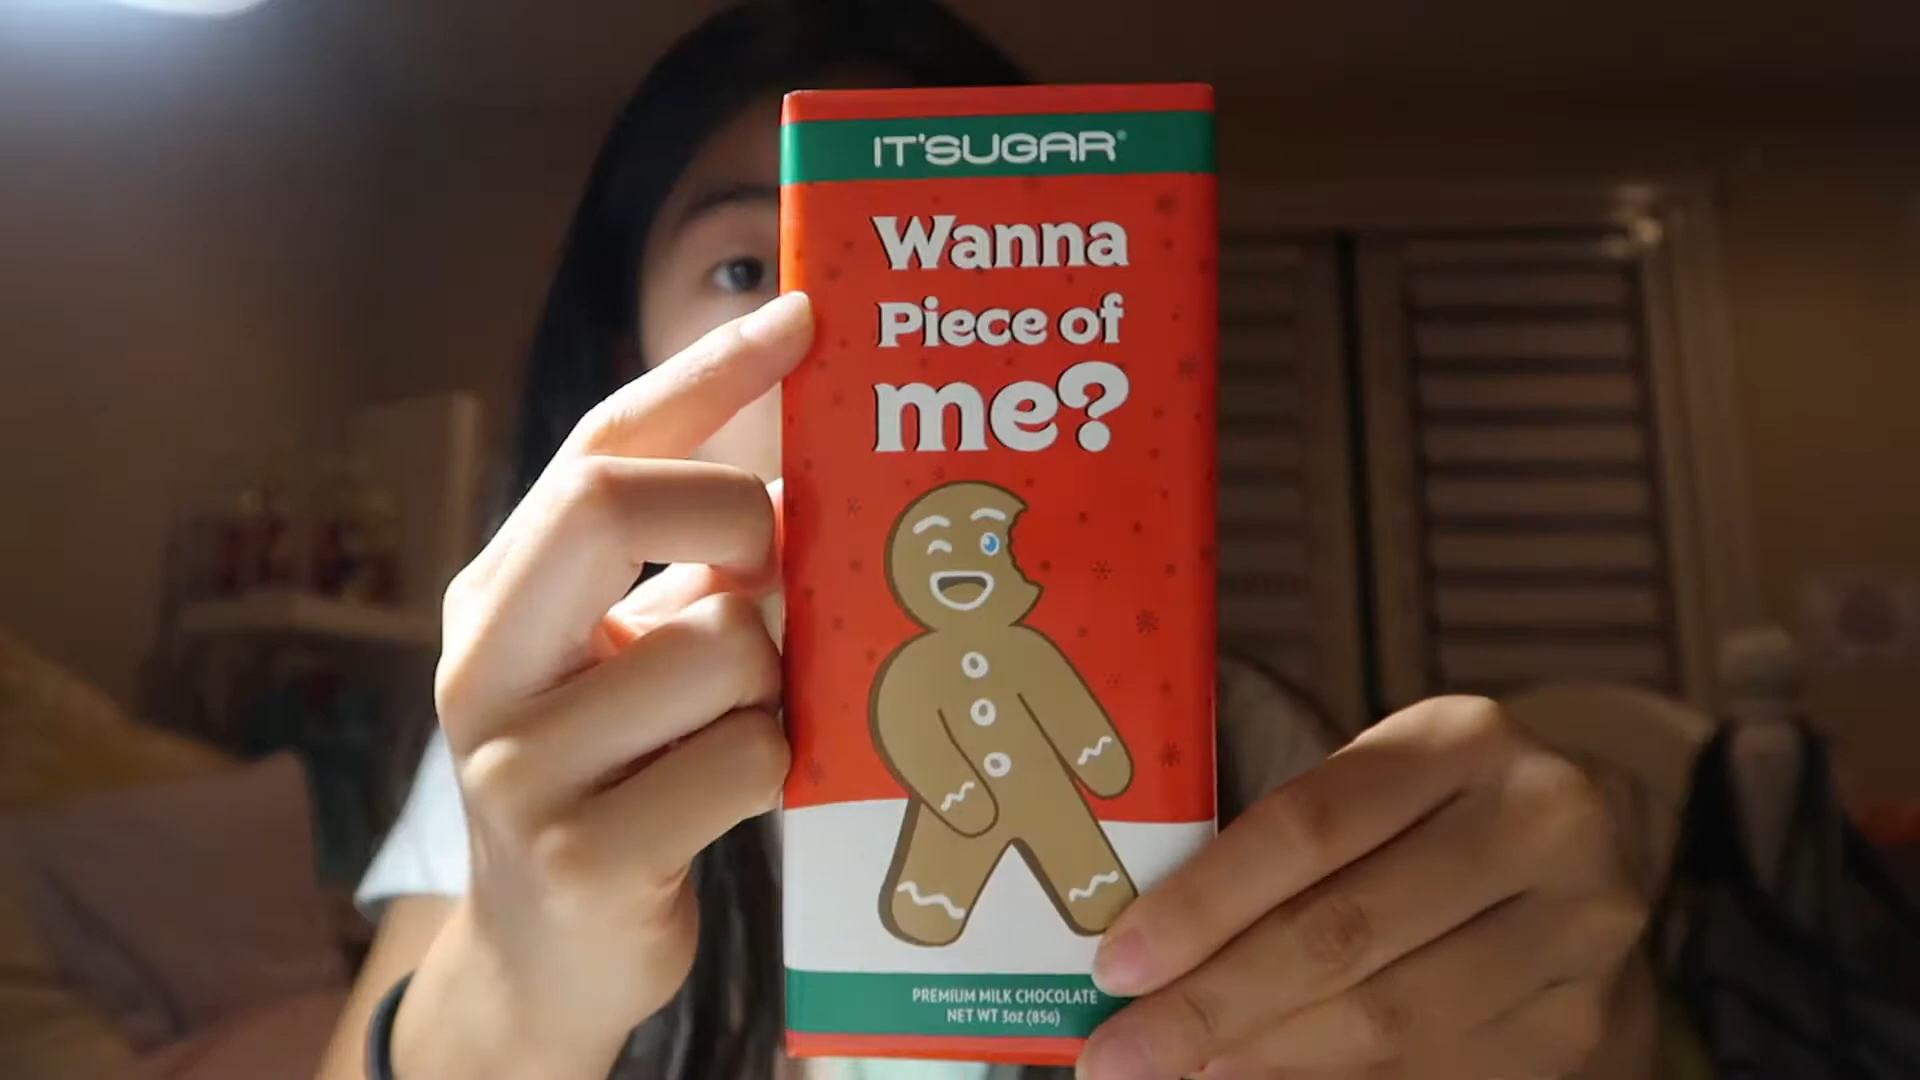 IT'SUGAR®
Wanna
Piece of
me?
PREMIUM MILK CHOCOLATE
NET WT 3oz (85G)